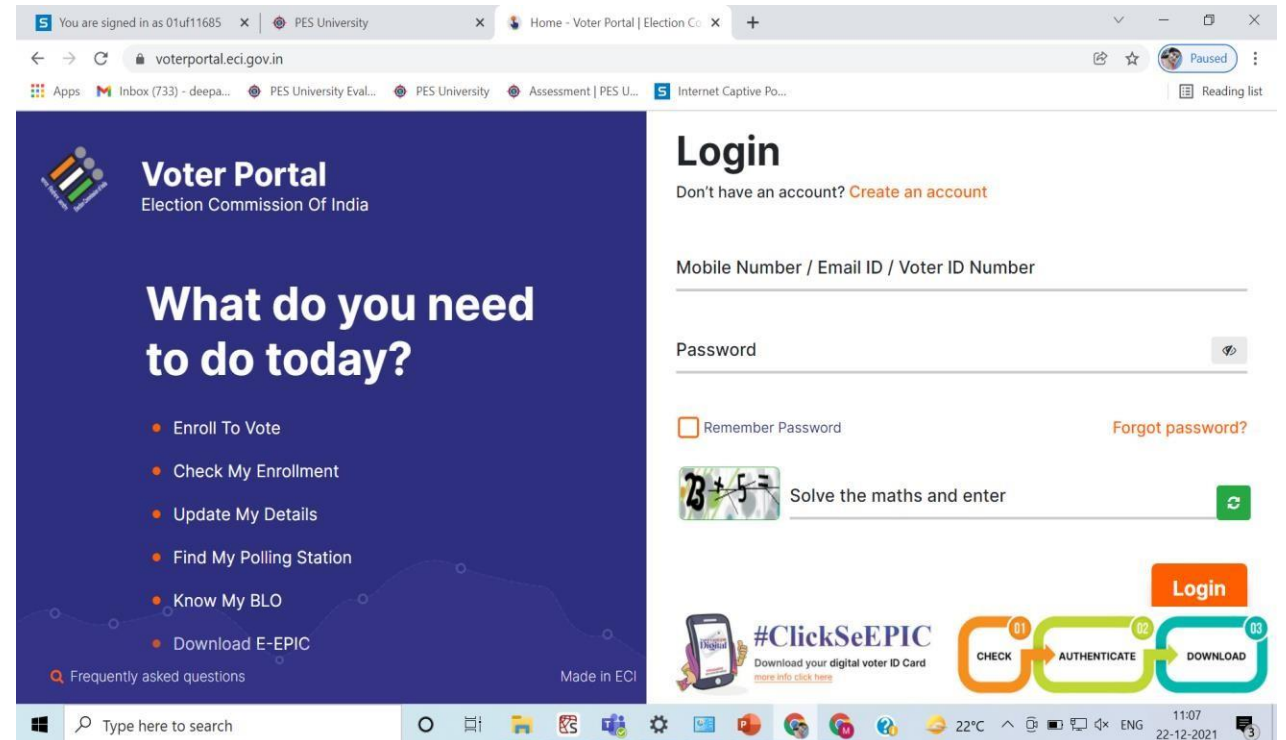 You are signed in as 01uf11685
PES University
Home - Voter Portal | Election Co
voterportal.eci.gov.in
Paused
Apps
Inbox (733) - deepa...
PES University Eval...
PES University
Assessment | PES U...
Internet Captive Po...
Reading list
Voter Portal
Election Commission Of India
What do you need
to do today?
Enroll To Vote
Check My Enrollment
Update My Details
Find My Polling Station
Know My BLO
Download E-EPIC
Frequently asked questions
Made in ECI
Login
Don't have an account? Create an account
Mobile Number / Email ID / Voter ID Number
Password
Remember Password
Forgot password?
23+5=
Solve the maths and enter
Login
Digital
#ClickSeEPIC
Download your digital voter ID Card
more info click here
01
CHECK
02
AUTHENTICATE
03
DOWNLOAD
Type here to search
22°C
ENG
11:07
22-12-2021
3